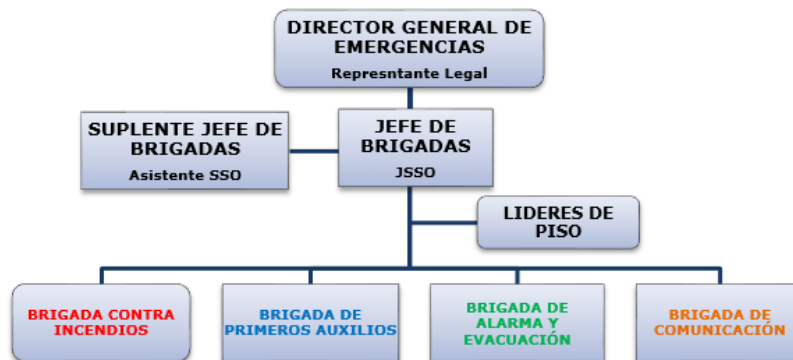 DIRECTOR GENERAL DE
EMERGENCIAS
Represntante Legal
SUPLENTE JEFE DE
BRIGADAS
Asistente SSO
JEFE DE
BRIGADAS
JSSO
LIDERES DE
PISO
BRIGADA CONTRA
INCENDIOS
BRIGADA DE
PRIMEROS AUXILIOS
BRIGADA DE
ALARMA Y
EVACUACIÓN
BRIGADA DE
COMUNICACIÓN